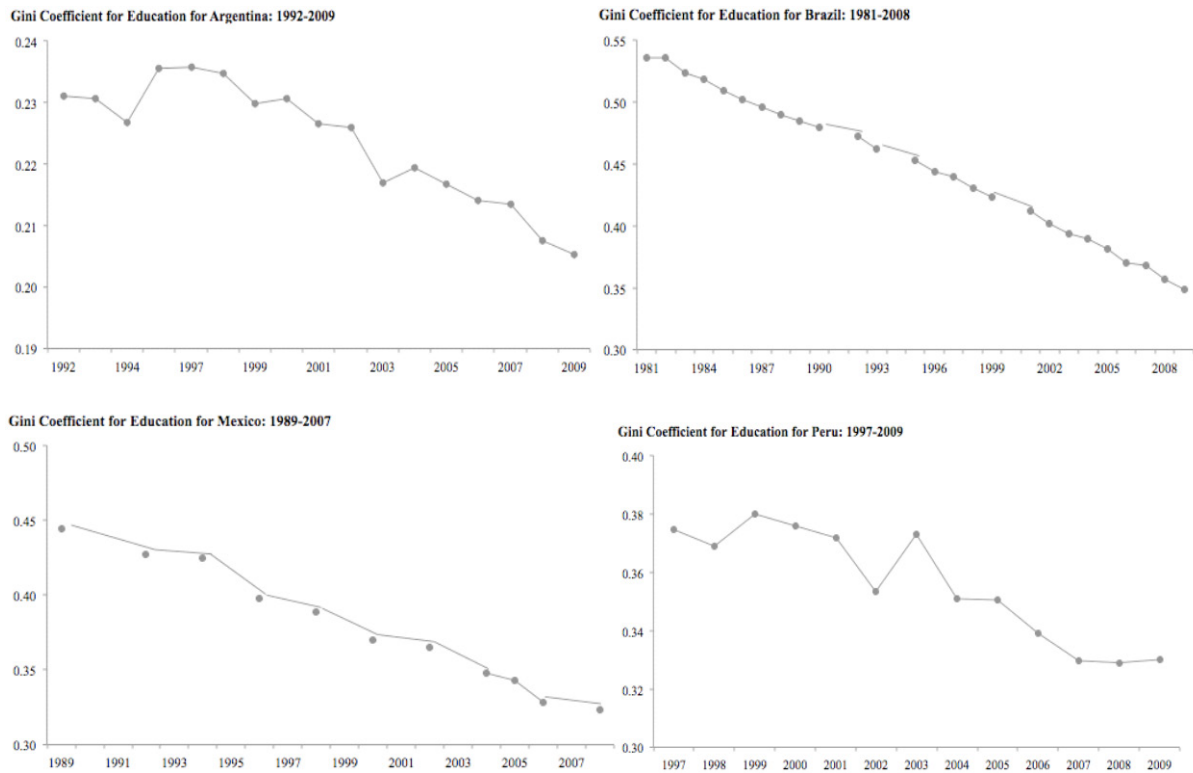 Gini Coefficient for Education for Argentina: 1992-2009
0.24
0.23
0.22
0.21
0.20
0.19
1992 1994 1997 1999 2001 2003 2005 2007 2009
Gini Coefficient for Education for Brazil: 1981-2008
0.55
0.50
0.45
0.40
0.35
0.30
1981 1984 1987 1990 1993 1996 1999 2002 2005 2008
Gini Coefficient for Education for Mexico: 1989-2007
0.50
0.45
0.40
0.35
0.30
1989 1991 1993 1995 1997 1999 2001 2003 2005 2007
Gini Coefficient for Education for Peru: 1997-2009
0.40
0.38
0.36
0.34
0.32
0.30
1997 1998 1999 2000 2001 2002 2003 2004 2005 2006 2007 2008 2009